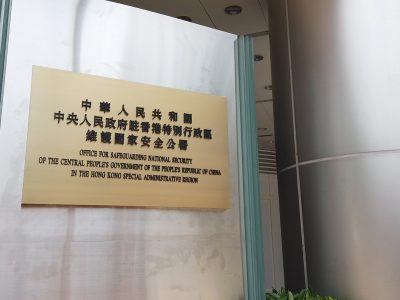 中華人民共和國
中央人民政府駐香港特別行政區
維護國家安全公署
OFFICE FOR SAFEGUARDING NATIONAL SECURITY
OF THE CENTRAL PEOPLE'S GOVERNMENT OF THE PEOPLE'S REPUBLIC OF CHINA
IN THE HONG KONG SPECIAL ADMINISTRATIVE REGION